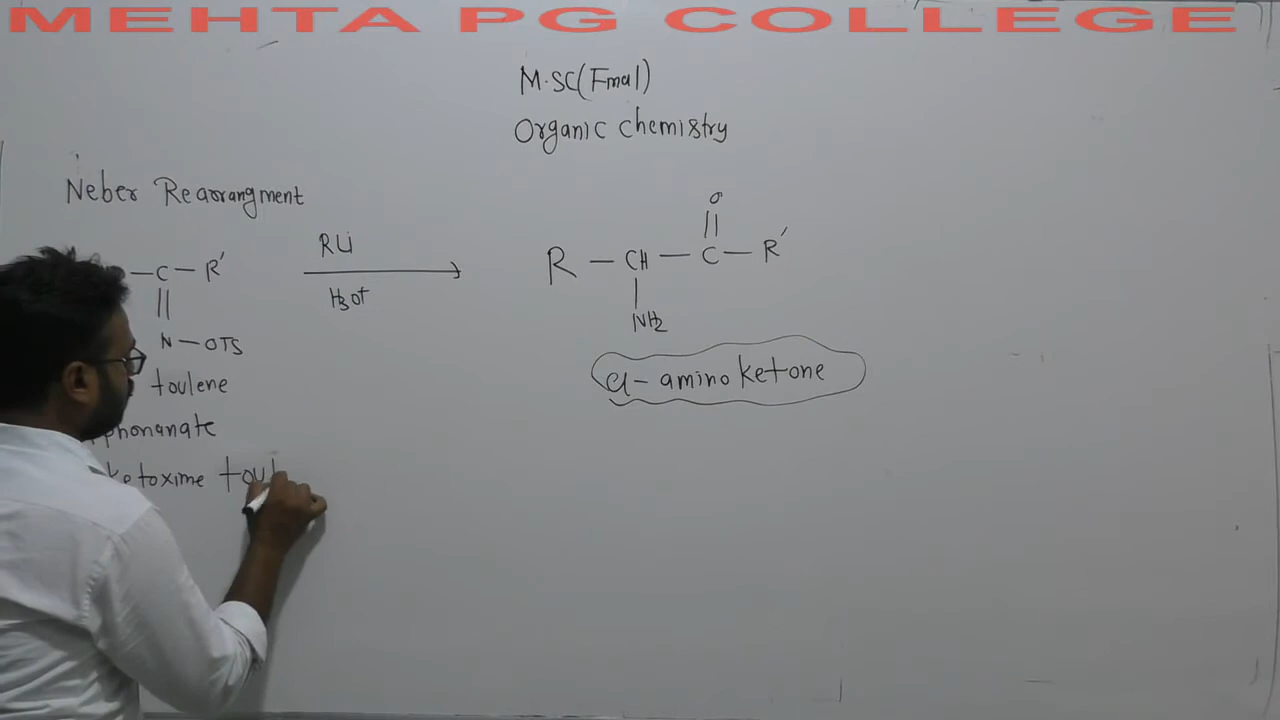 MEHTA PG COLLEGE
M.SC(Final)
Organic chemistry
Neber Rearrangment
— C — R'
||
N — OTS
RLi
H3O+
O
||
R — CH — C — R'
|
NH2
α- amino ketone
toulene
phonanate
ketoxime toul